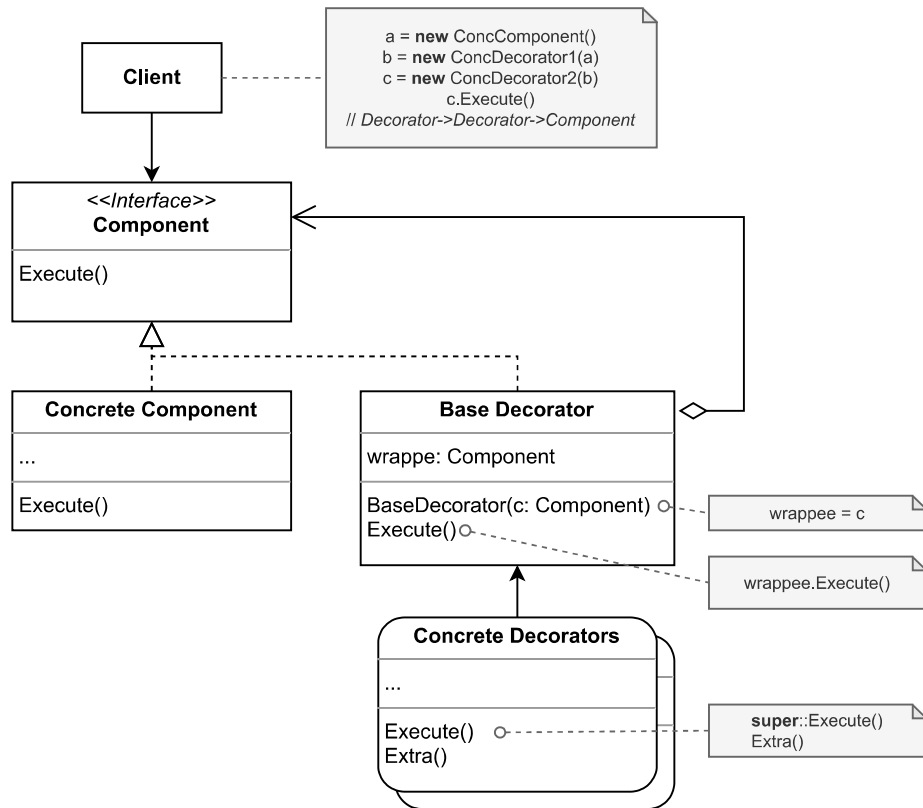 Client
a = new ConcComponent()
b = new ConcDecorator1(a)
c = new ConcDecorator2(b)
c.Execute()
// Decorator->Decorator->Component
<<Interface>>
Component
Execute()
Concrete Component
...
Execute()
Base Decorator
wrappe: Component
BaseDecorator(c: Component)
Execute()
wrappee = c
wrappee.Execute()
Concrete Decorators
...
Execute()
Extra()
super::Execute()
Extra()